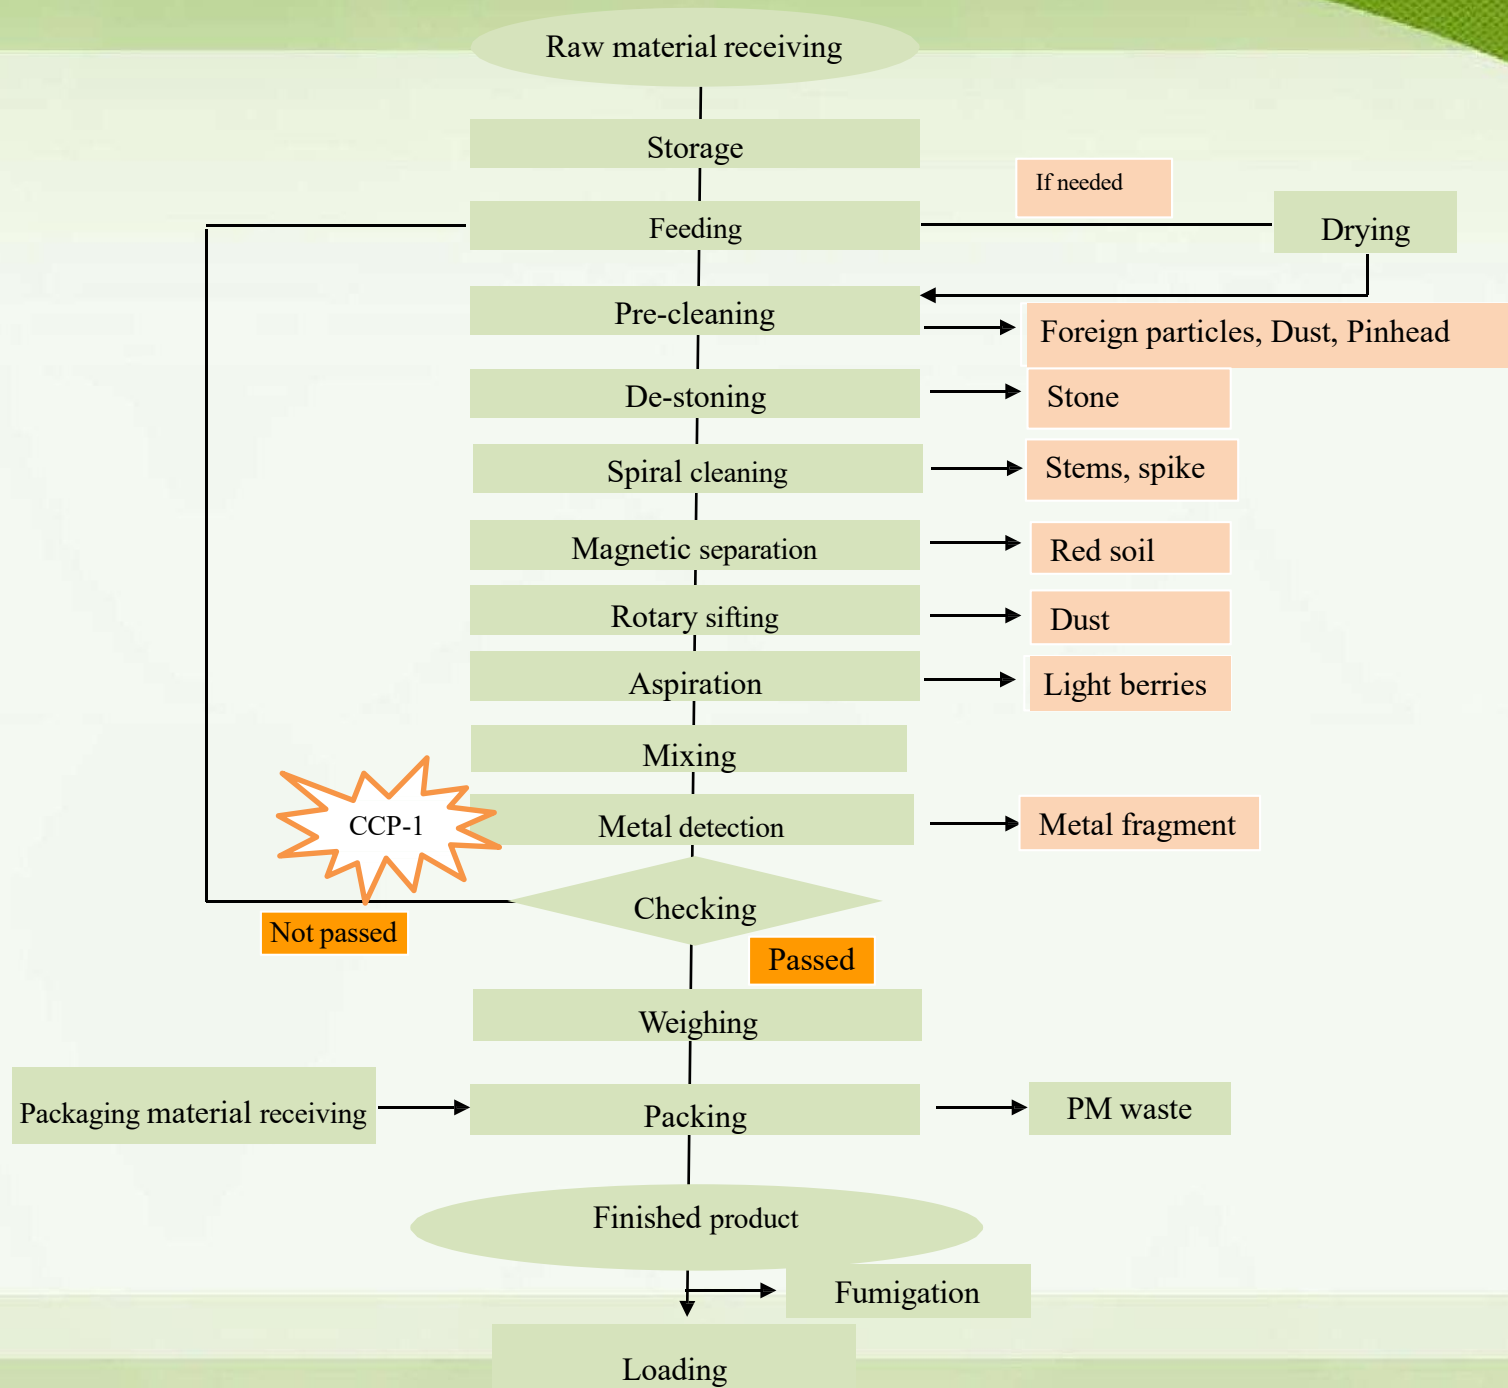 Raw material receiving
Storage
If needed
Feeding
Drying
Pre-cleaning
Foreign particles, Dust, Pinhead
De-stoning
Stone
Spiral cleaning
Stems, spike
Magnetic separation
Red soil
Rotary sifting
Dust
Aspiration
Light berries
Mixing
CCP-1
Metal detection
Metal fragment
Checking
Not passed
Passed
Weighing
Packaging material receiving
Packing
PM waste
Finished product
Fumigation
Loading